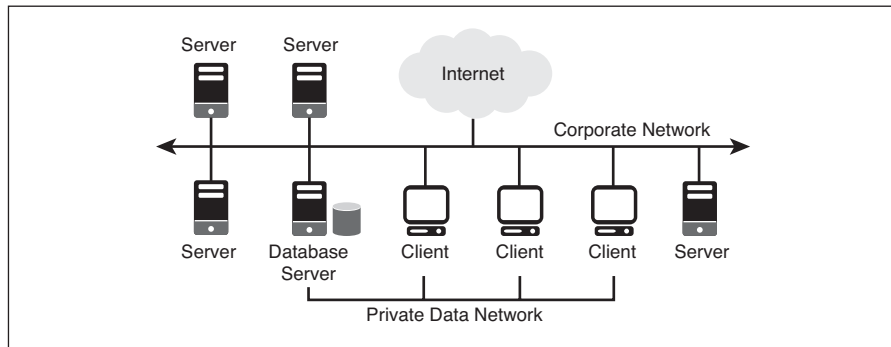 Server
Server
Internet
Corporate Network
Server
Database
Server
Client
Client
Client
Server
Private Data Network